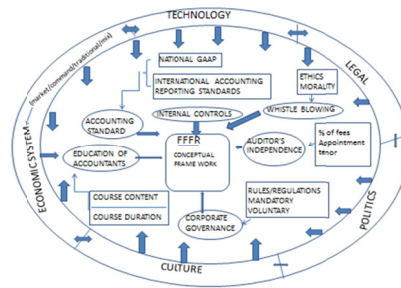 TECHNOLOGY
(market/command/traditional/mix)
LEGAL
NATIONAL GAAP
INTERNATIONAL ACCOUNTING
REPORTING STANDARDS
ETHICS
MORALITY
ACCOUNTING
STANDARD
INTERNAL CONTROLS
WHISTLE BLOWING
FFFR
CONCEPTUAL
FRAME WORK
AUDITOR'S
INDEPENDENCE
% of fees
Appointment
tenor
EDUCATION OF
ACCOUNTANTS
ECONOMIC SYSTEM
COURSE CONTENT
COURSE DURATION
CORPORATE
GOVERNANCE
RULES/REGULATIONS
MANDATORY
VOLUNTARY
POLITICS
CULTURE